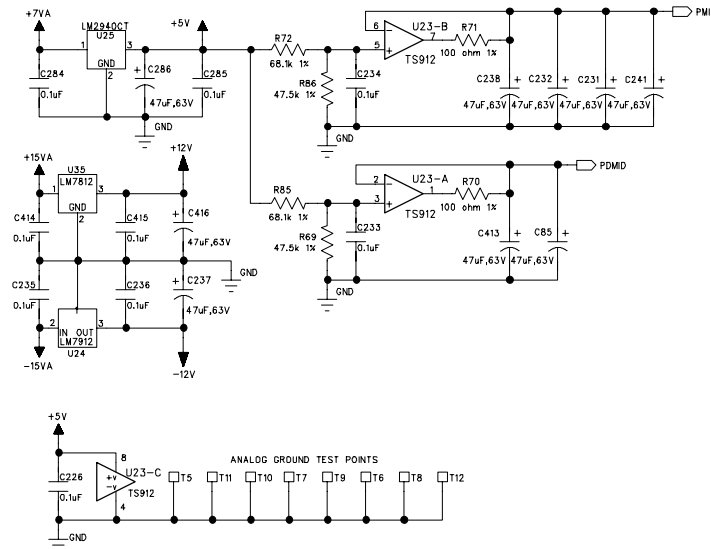 +7VA
LM2940CT
U25
1
3
GND
2
+5V
C284
0.1uF
+
C286
47uF,63V
C285
0.1uF
GND
R72
68.1k 1%
R86
47.5k 1%
C234
0.1uF
GND
6
5
7
U23-B
TS912
R71
100 ohm 1%
PMI
C238
+
47uF,63V
C232
+
47uF,63V
C231
+
47uF,63V
C241
+
47uF,63V
+15VA
U35
LM7812
1
3
GND
2
+12V
C414
0.1uF
C415
0.1uF
+
C416
47uF,63V
GND
C235
0.1uF
C236
0.1uF
+
C237
47uF,63V
1
2
IN OUT
3
LM7912
U24
-15VA
-12V
R85
68.1k 1%
R69
47.5k 1%
C233
0.1uF
GND
2
3
1
U23-A
TS912
R70
100 ohm 1%
PDMID
C413
+
47uF,63V
C85
+
47uF,63V
+5V
C226
0.1uF
8
+v
-v
4
U23-C
TS912
GND
ANALOG GROUND TEST POINTS
T5 T11 T10 T7 T9 T6 T8 T12